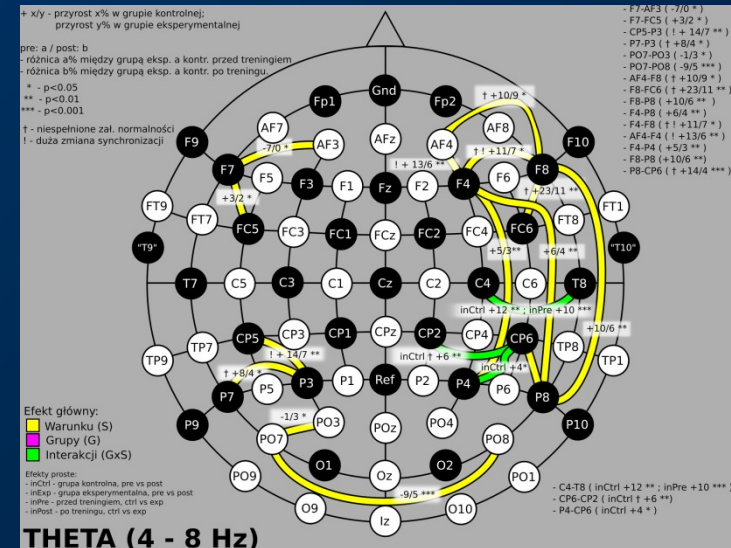 + x/y - przyrost x% w grupie kontrolnej;
przyrost y% w grupie eksperymentalnej
pre: a / post: b
- różnica a% między grupą eksp. a kontr. przed treningiem
- różnica b% między grupą eksp. a kontr. po treningu.
* - p<0.05
** - p<0.01
*** - p<0.001
† - niespełnione zał. normalności
! - duża zmiana synchronizacji
- F7-AF3 ( -7/0 * )
- F7-FC5 ( +3/2 * )
- CP5-P3 ( ! + 14/7 ** )
- P7-P3 ( † +8/4 * )
- PO7-PO3 ( -1/3 * )
- PO7-PO8 ( -9/5 *** )
- AF4-F8 ( † +10/9 * )
- F8-FC6 ( † +23/11 ** )
- F8-P8 ( +10/6 ** )
- F4-P8 ( +6/4 ** )
- F4-F8 ( † ! +11/7 * )
- AF4-F4 ( ! +13/6 ** )
- F4-P4 ( +5/3 ** )
- F8-P8 (+10/6 **)
- P8-CP6 ( † +14/4 *** )
Gnd
Fp1 Fp2
† +10/9 *
AF7 AF3 AFz AF4 AF8
F9 F10
-7/0 *
! + 13/6 **
† ! +11/7 *
F7 F5 F3 F1 Fz F2 F4 F6 F8
+3/2 *
† +23/11 **
FT9 FT7 FC5 FC3 FC1 FCz FC2 FC4 FC6 FT8 FT1
"T9" "T10"
+5/3**
+6/4 **
T7 C5 C3 C1 Cz C2 C4 C6 T8
inCtrl +12 ** ; inPre +10 ***
+10/6 **
TP9 TP7 CP5 CP3 CP1 CPz CP2 CP4 CP6 TP8 TP1
! + 14/7 **
inCtrl † +6 **
inCtrl +4*
† +8/4 *
P7 P5 P3 P1 Ref P2 P4 P6 P8
P9 P10
-1/3 *
PO7 PO3 POz PO4 PO8
O1 Oz O2
PO9 PO1
-9/5 ***
O9 Iz O10
Efekt główny:
Warunku (S)
Grupy (G)
Interakcji (GxS)
Efekty proste:
- inCtrl - grupa kontrolna, pre vs post
- inExp - grupa eksperymentalna, pre vs post
- inPre - przed treningiem, ctrl vs exp
- inPost - po treningu, ctrl vs exp
- C4-T8 ( inCtrl +12 ** ; inPre +10 *** )
- CP6-CP2 ( inCtrl † +6 **)
- P4-CP6 ( inCtrl +4 * )
THETA (4 - 8 Hz)